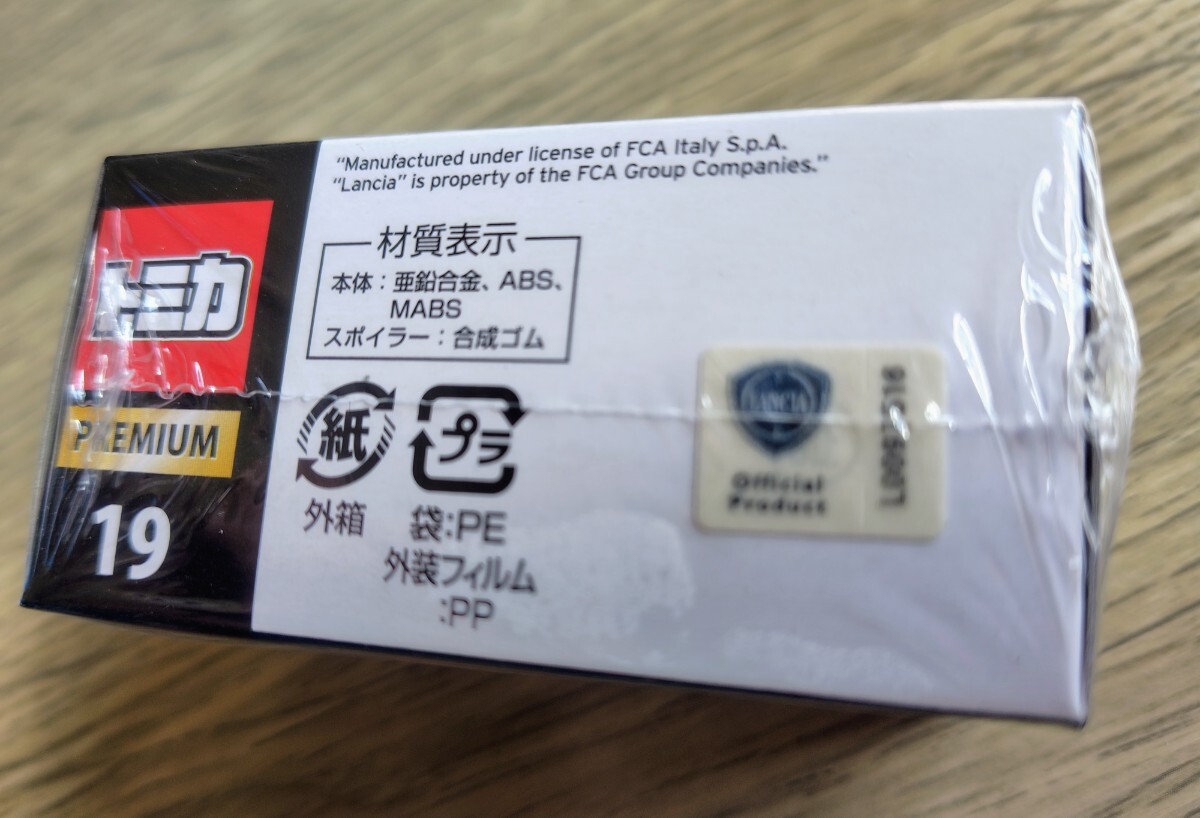 "Manufactured under license of FCA Italy S.p.A.
"Lancia" is property of the FCA Group Companies."
トミカ
PREMIUM
19
材質表示
本体:亜鉛合金、ABS、
MABS
スポイラー:合成ゴム
紙
外箱
プラ
袋:PE
外装フィルム
:PP
LANCIA
Official
Product